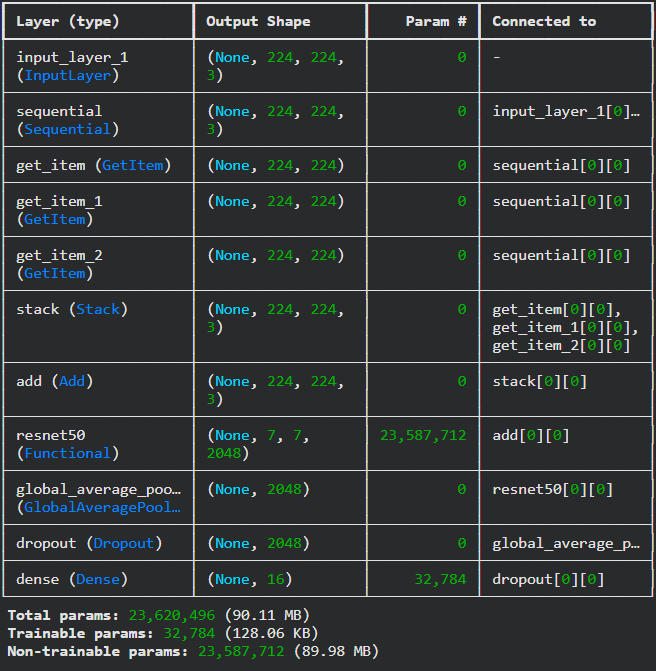 Layer (type) Output Shape Param # Connected to
input_layer_1 (None, 224, 224, 0 -
(InputLayer) 3)
sequential (None, 224, 224, 0 input_layer_1[0]…
(Sequential) 3)
get_item (GetItem) (None, 224, 224) 0 sequential[0][0]
get_item_1 (None, 224, 224) 0 sequential[0][0]
(GetItem)
get_item_2 (None, 224, 224) 0 sequential[0][0]
(GetItem)
stack (Stack) (None, 224, 224, 0 get_item[0][0],
3) get_item_1[0][0],
get_item_2[0][0]
add (Add) (None, 224, 224, 0 stack[0][0]
3)
resnet50 (None, 7, 7, 23,587,712 add[0][0]
(Functional) 2048)
global_average_poo… (None, 2048) 0 resnet50[0][0]
(GlobalAveragePool…
dropout (Dropout) (None, 2048) 0 global_average_p…
dense (Dense) (None, 16) 32,784 dropout[0][0]
Total params: 23,620,496 (90.11 MB)
Trainable params: 32,784 (128.06 KB)
Non-trainable params: 23,587,712 (89.98 MB)